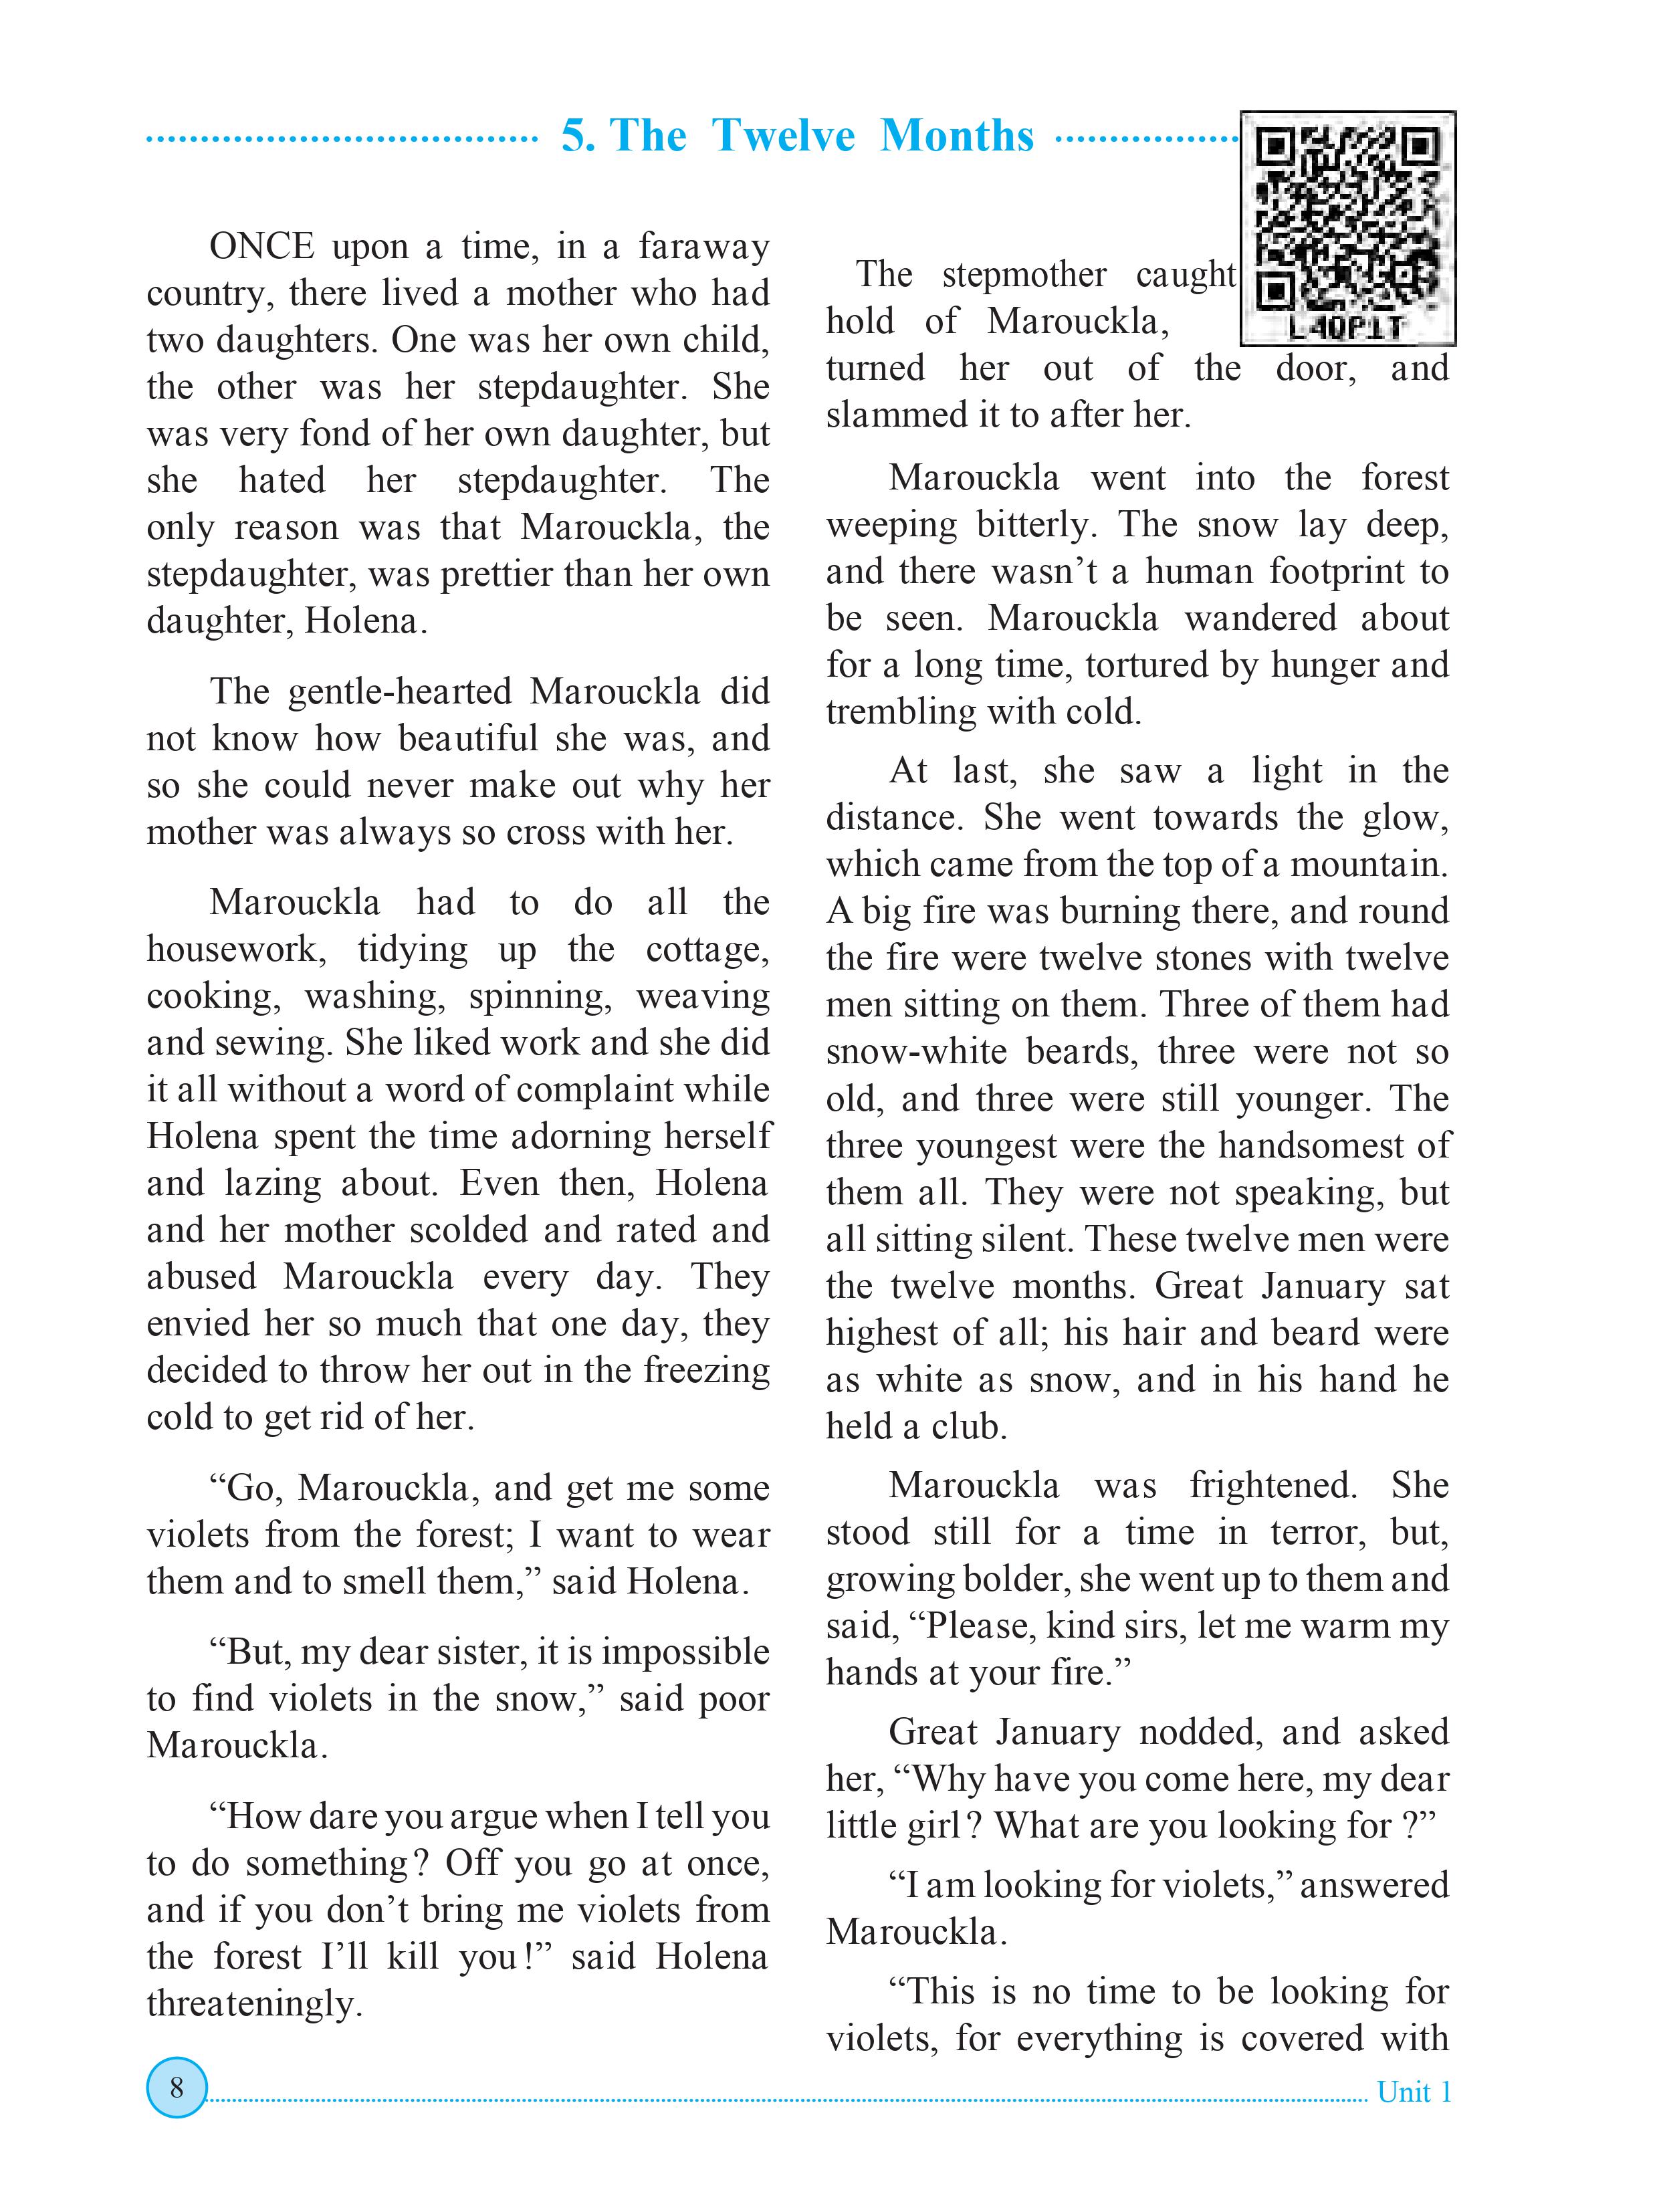 5. The Twelve Months
ONCE upon a time, in a faraway
country, there lived a mother who had
two daughters. One was her own child,
the other was her stepdaughter. She
was very fond of her own daughter, but
she hated her stepdaughter. The
only reason was that Marouckla, the
stepdaughter, was prettier than her own
daughter, Holena.
The gentle-hearted Marouckla did
not know how beautiful she was, and
so she could never make out why her
mother was always so cross with her.
Marouckla had to do all the
housework, tidying up the cottage,
cooking, washing, spinning, weaving
and sewing. She liked work and she did
it all without a word of complaint while
Holena spent the time adorning herself
and lazing about. Even then, Holena
and her mother scolded and rated and
abused Marouckla every day. They
envied her so much that one day, they
decided to throw her out in the freezing
cold to get rid of her.
“Go, Marouckla, and get me some
violets from the forest; I want to wear
them and to smell them,” said Holena.
“But, my dear sister, it is impossible
to find violets in the snow,” said poor
Marouckla.
“How dare you argue when I tell you
to do something? Off you go at once,
and if you don’t bring me violets from
the forest I’ll kill you!” said Holena
threateningly.
The stepmother caught
hold of Marouckla,
turned her out of the door, and
slammed it to after her.
Marouckla went into the forest
weeping bitterly. The snow lay deep,
and there wasn’t a human footprint to
be seen. Marouckla wandered about
for a long time, tortured by hunger and
trembling with cold.
At last, she saw a light in the
distance. She went towards the glow,
which came from the top of a mountain.
A big fire was burning there, and round
the fire were twelve stones with twelve
men sitting on them. Three of them had
snow-white beards, three were not so
old, and three were still younger. The
three youngest were the handsomest of
them all. They were not speaking, but
all sitting silent. These twelve men were
the twelve months. Great January sat
highest of all; his hair and beard were
as white as snow, and in his hand he
held a club.
Marouckla was frightened. She
stood still for a time in terror, but,
growing bolder, she went up to them and
said, “Please, kind sirs, let me warm my
hands at your fire.”
Great January nodded, and asked
her, “Why have you come here, my dear
little girl? What are you looking for ?”
“I am looking for violets,” answered
Marouckla.
“This is no time to be looking for
violets, for everything is covered with
L4QP1T
8
Unit 1